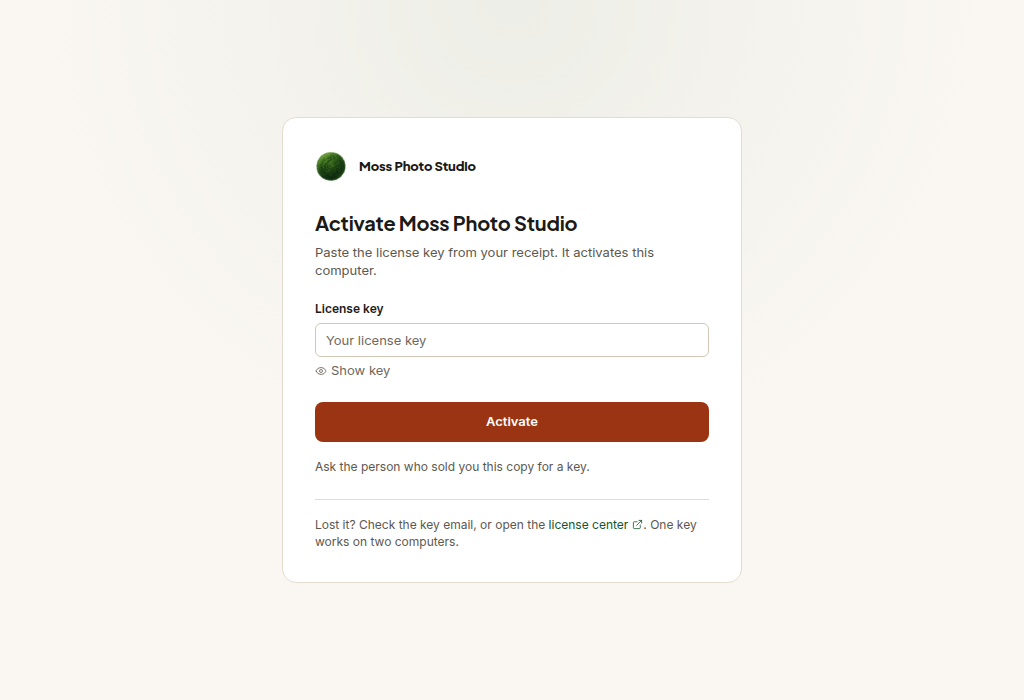 Moss Photo Studio
Activate Moss Photo Studio
Paste the license key from your receipt. It activates this
computer.
License key
Your license key
Show key
Activate
Ask the person who sold you this copy for a key.
Lost it? Check the key email, or open the license center. One key
works on two computers.